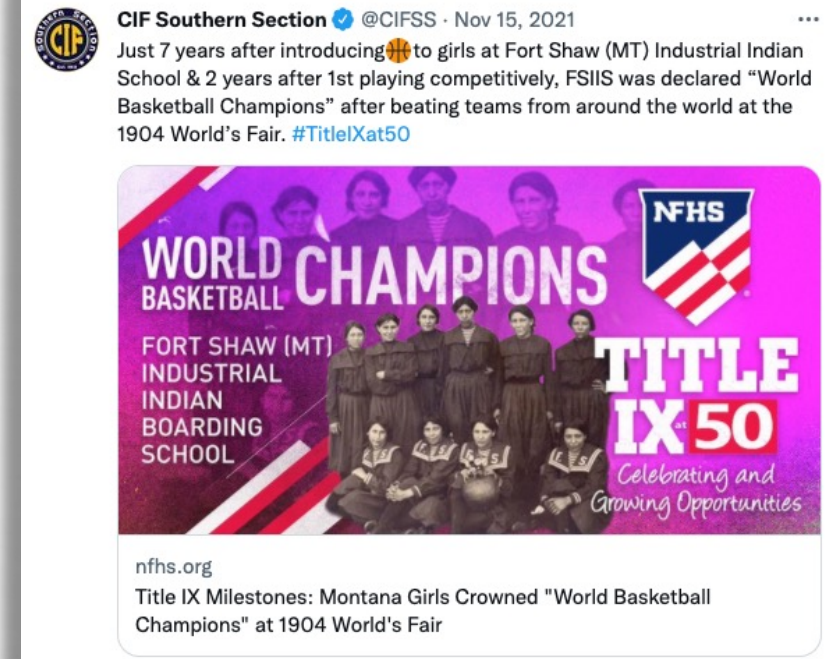 CIF Southern Section @CIFSS · Nov 15, 2021
Just 7 years after introducing🏀to girls at Fort Shaw (MT) Industrial Indian
School & 2 years after 1st playing competitively, FSIIS was declared “World
Basketball Champions” after beating teams from around the world at the
1904 World’s Fair. #TitleIXat50
Southern Section
CIF
NFHS
WORLD
BASKETBALL
CHAMPIONS
FORT SHAW (MT)
INDUSTRIAL
INDIAN
BOARDING
SCHOOL
TITLE
IX at 50
Celebrating and
Growing Opportunities
nfhs.org
Title IX Milestones: Montana Girls Crowned "World Basketball
Champions" at 1904 World's Fair